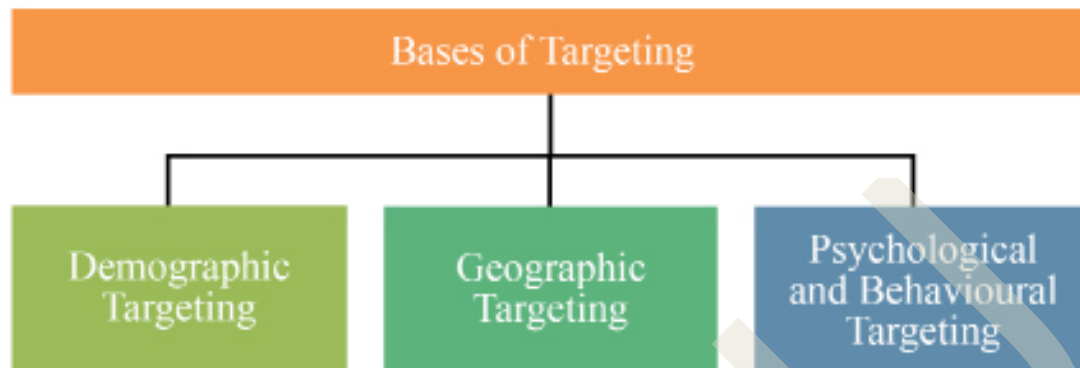 Bases of Targeting
Demographic
Targeting
Geographic
Targeting
Psychological
and Behavioural
Targeting